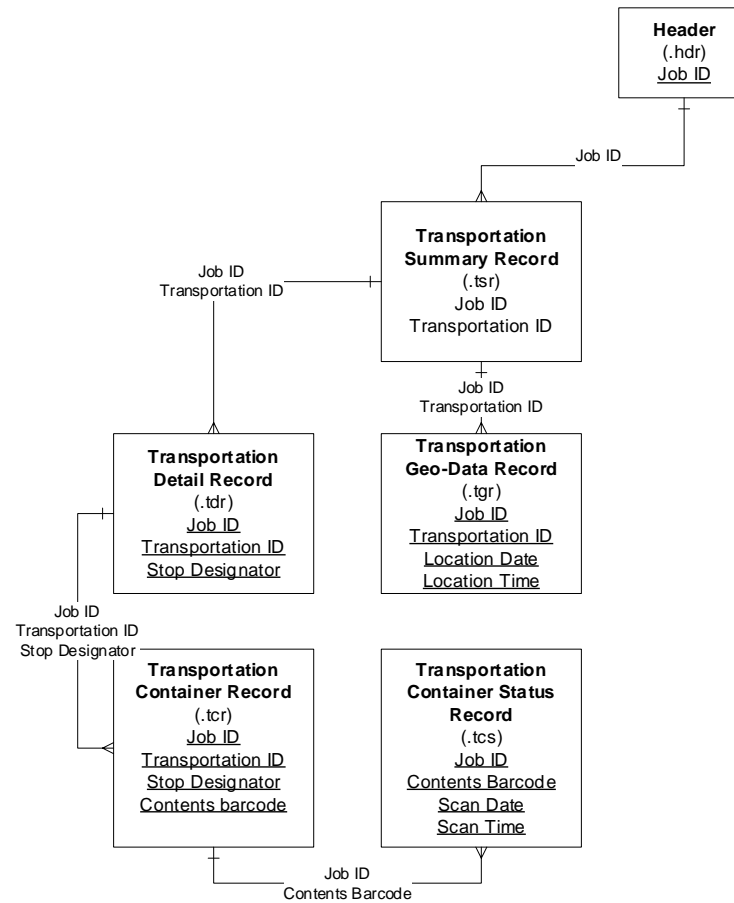 Header
(.hdr)
Job ID
Job ID
Transportation
Summary Record
(.tsr)
Job ID
Transportation ID
Job ID
Transportation ID
Job ID
Transportation ID
Transportation
Detail Record
(.tdr)
Job ID
Transportation ID
Stop Designator
Transportation
Geo-Data Record
(.tgr)
Job ID
Transportation ID
Location Date
Location Time
Job ID
Transportation ID
Stop Designator
Transportation
Container Record
(.tcr)
Job ID
Transportation ID
Stop Designator
Contents barcode
Transportation
Container Status
Record
(.tcs)
Job ID
Contents Barcode
Scan Date
Scan Time
Job ID
Contents Barcode